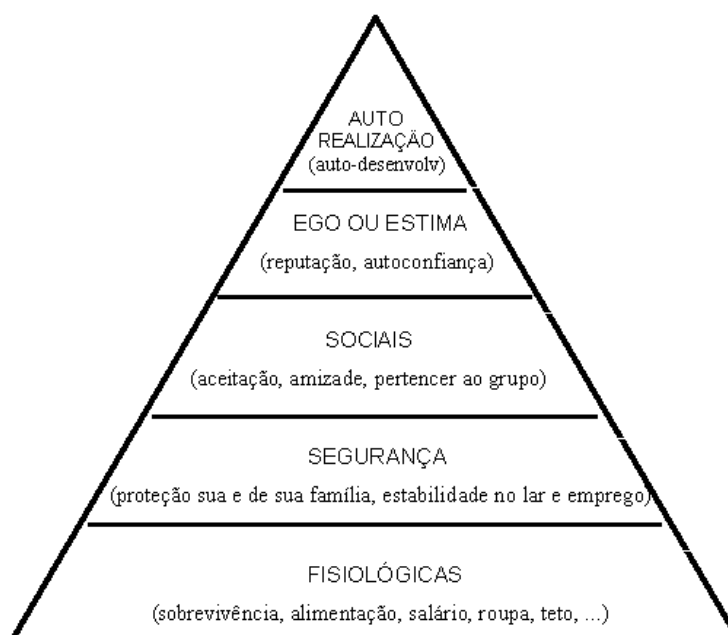 AUTO
REALIZAÇÃO
(auto-desenvolv)
EGO OU ESTIMA
(reputação, autoconfiança)
SOCIAIS
(aceitação, amizade, pertencer ao grupo)
SEGURANÇA
(proteção sua e de sua família, estabilidade no lar e emprego)
FISIOLÓGICAS
(sobrevivência, alimentação, salário, roupa, teto, ...)